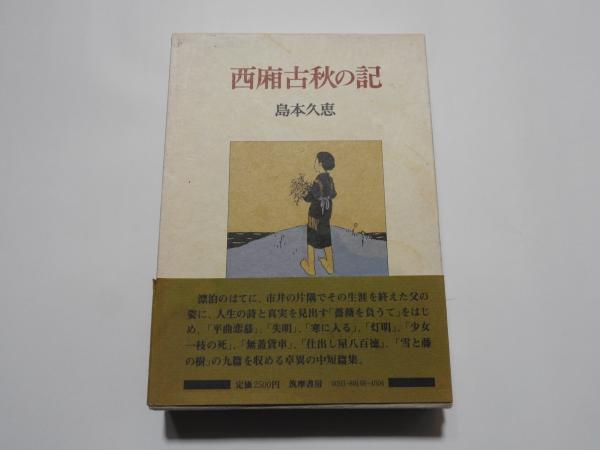 西廂古秋の記
島本久恵
漂泊のはてに、市井の片隅でその生涯を終えた父の
姿に、人生の詩と真実を見出す「薔薇を負うて」をはじ
め、「平曲恋慕」、「失明」、「寒に入る」、「灯明」、「少女
一枝の死」、「無蓋貨車」、「仕出し屋八百徳」、「雪と藤
の樹」の九篇を収める卓異の中短篇集。
定価2500円 筑摩書房